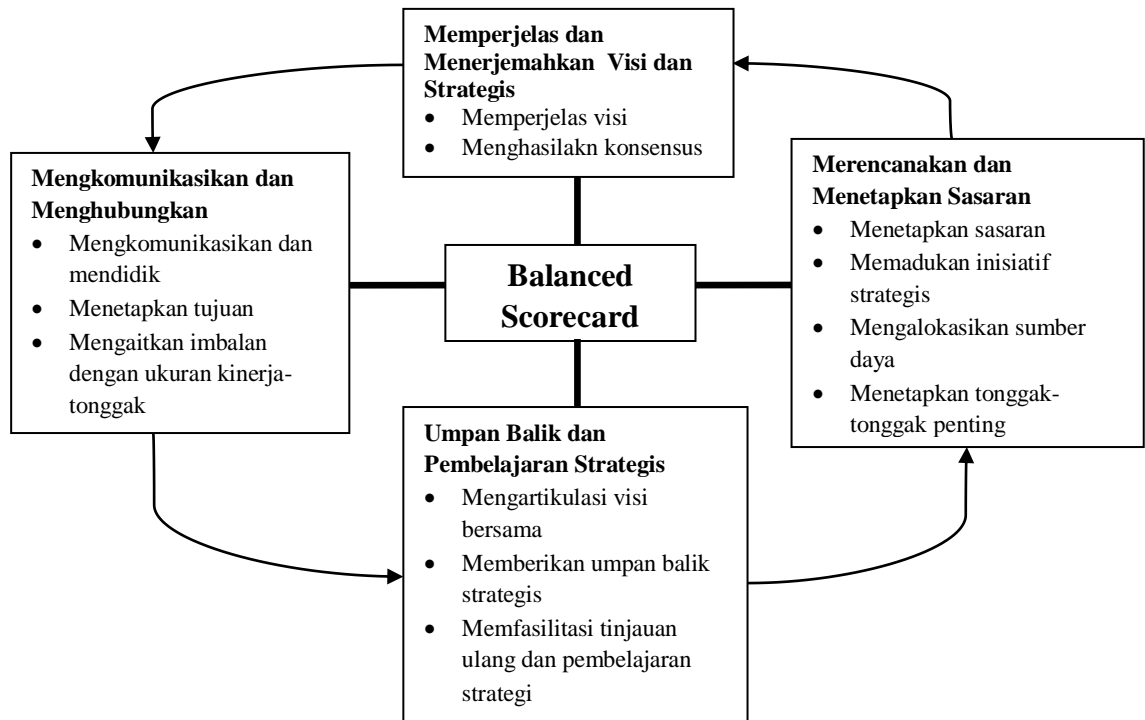 Memperjelas dan
Menerjemahkan Visi dan
Strategis
• Memperjelas visi
• Menghasilakn konsensus
Mengkomunikasikan dan
Menghubungkan
• Mengkomunikasikan dan
mendidik
• Menetapkan tujuan
• Mengaitkan imbalan
dengan ukuran kinerja-
tonggak
Balanced
Scorecard
Merencanakan dan
Menetapkan Sasaran
• Menetapkan sasaran
• Memadukan inisiatif
strategis
• Mengalokasikan sumber
daya
• Menetapkan tonggak-
tonggak penting
Umpan Balik dan
Pembelajaran Strategis
• Mengartikulasi visi
bersama
• Memberikan umpan balik
strategis
• Memfasilitasi tinjauan
ulang dan pembelajaran
strategi